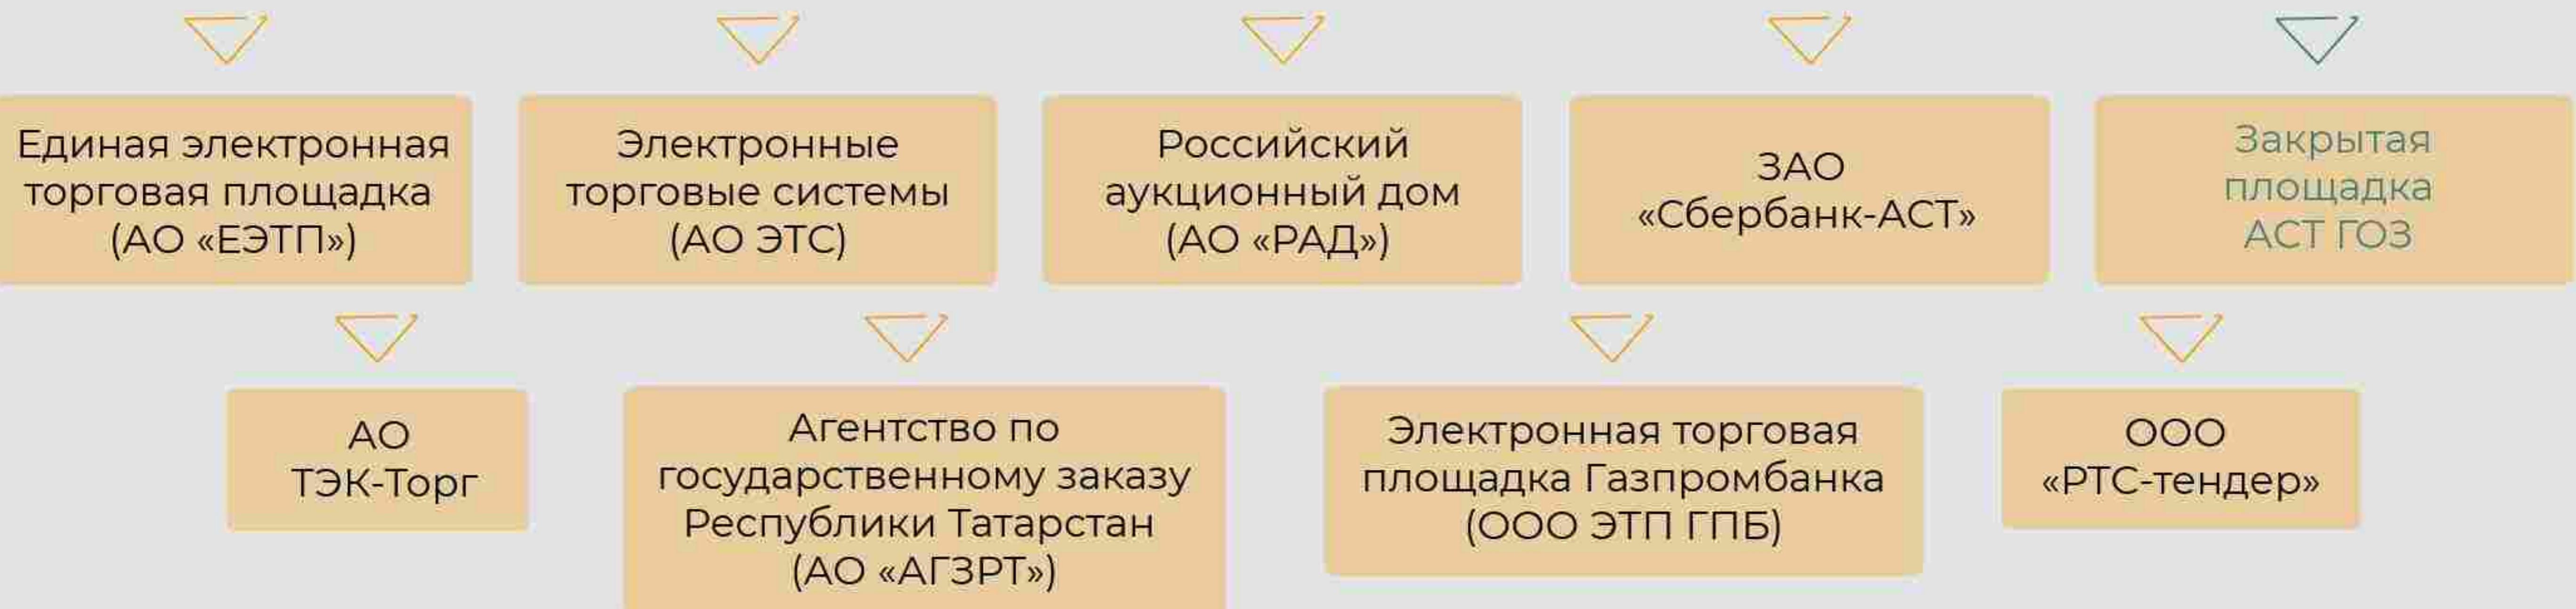 Единая электронная
торговая площадка
(АО «ЕЭТП»)
Электронные
торговые системы
(АО ЭТС)
Российский
аукционный дом
(АО «РАД»)
ЗАО
«Сбербанк-АСТ»
Закрытая
площадка
АСТ ГОЗ
АО
ТЭК-Торг
Агентство по
государственному заказу
Республики Татарстан
(АО «АГЗРТ»)
Электронная торговая
площадка Газпромбанка
(ООО ЭТП ГПБ)
ООО
«РТС-тендер»